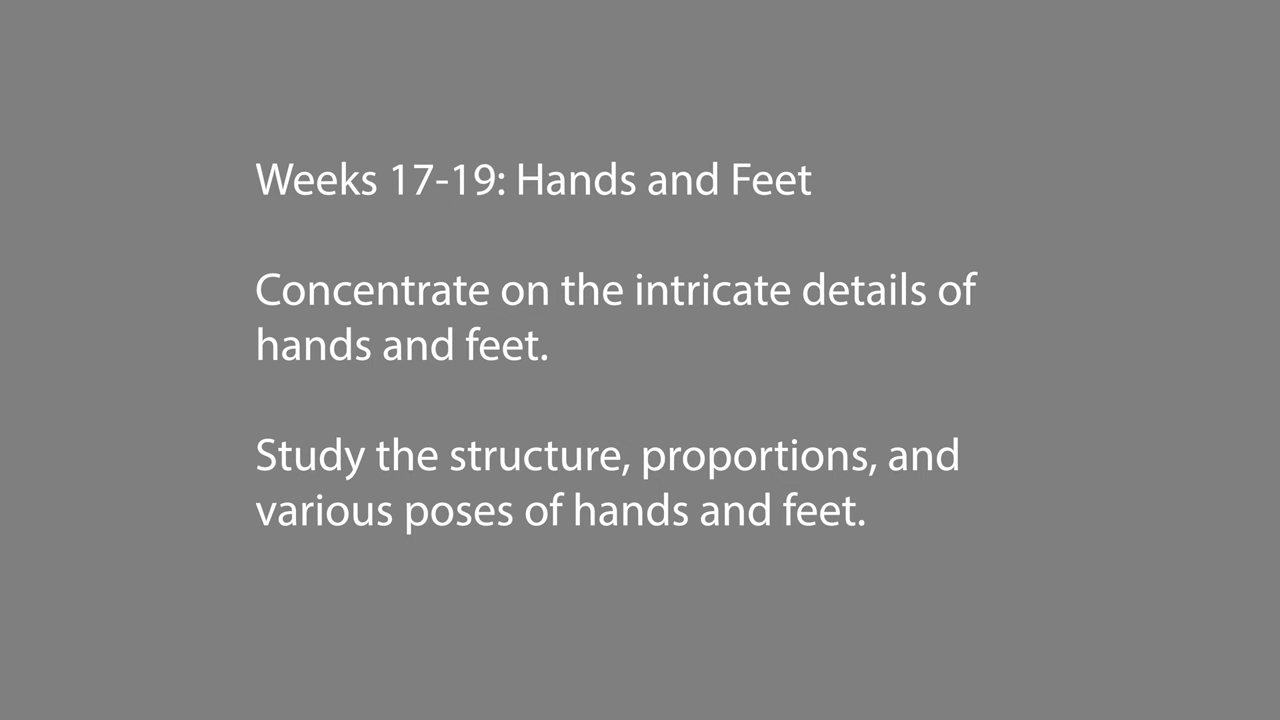 Weeks 17-19: Hands and Feet
Concentrate on the intricate details of
hands and feet.
Study the structure, proportions, and
various poses of hands and feet.